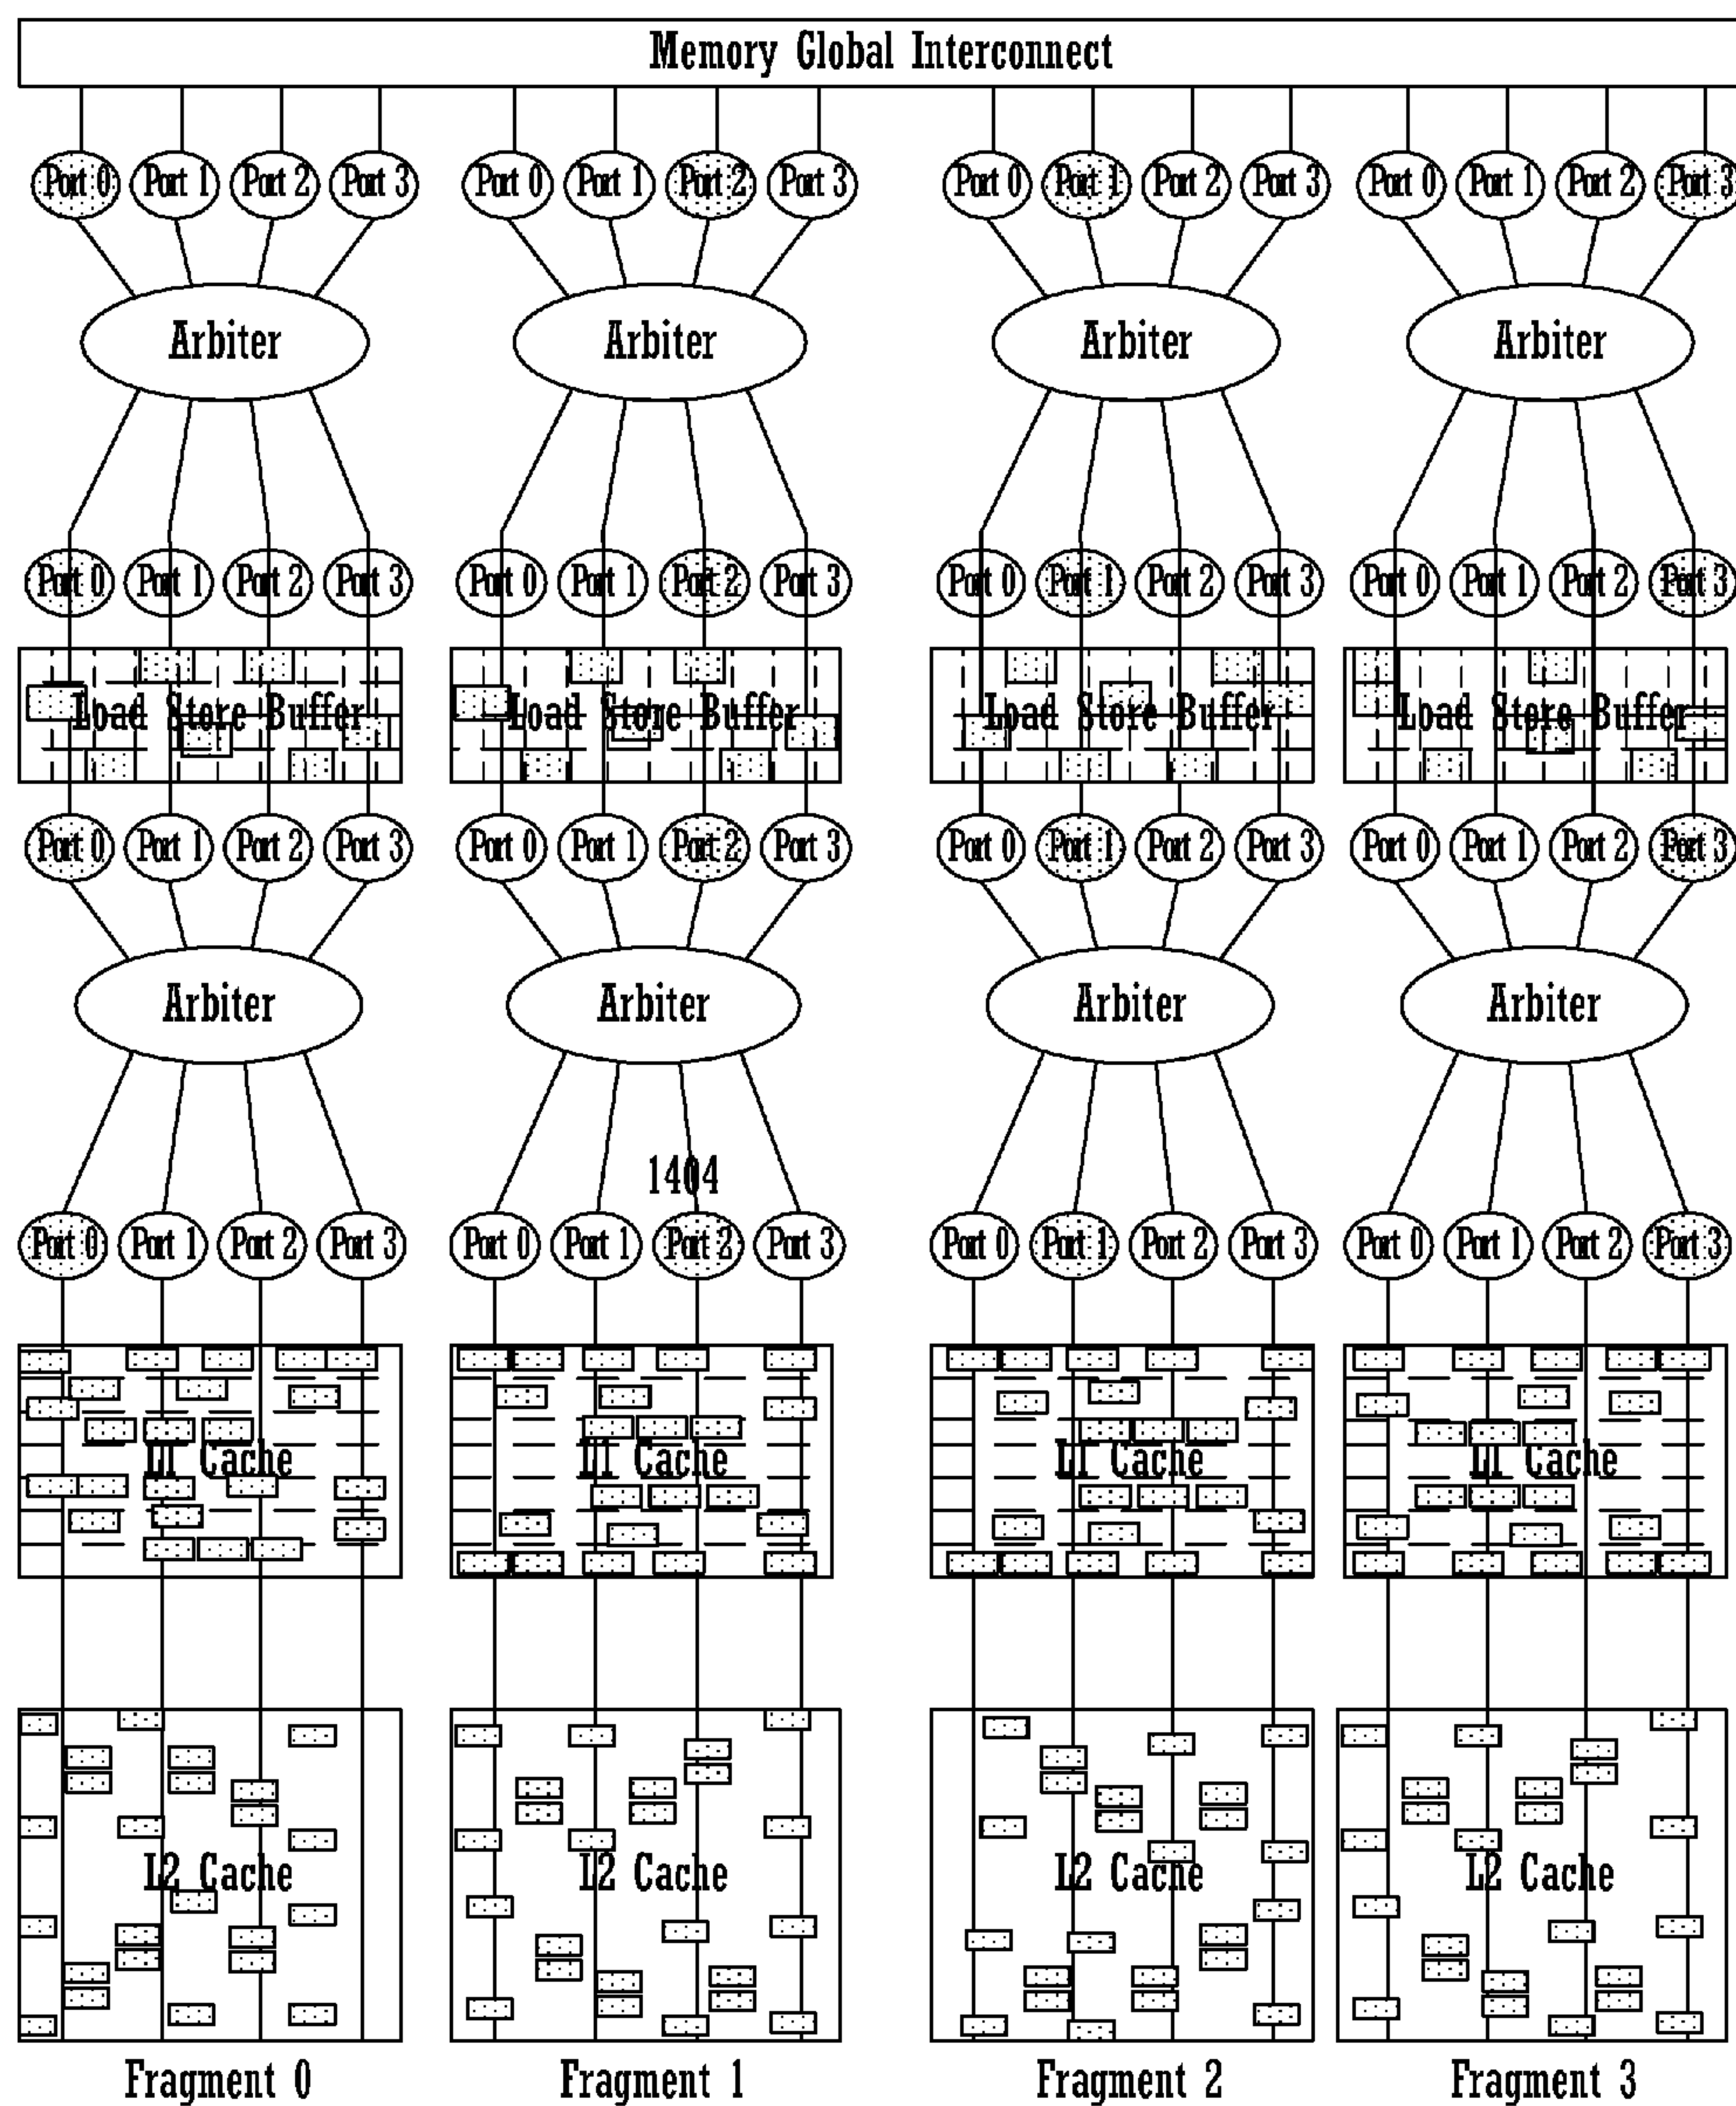 Memory Global Interconnect
Port 0 Port 1 Port 2 Port 3 Port 0 Port 1 Port 2 Port 3 Port 0 Port 1 Port 2 Port 3 Port 0 Port 1 Port 2 Port 3
Arbiter Arbiter Arbiter Arbiter
Port 0 Port 1 Port 2 Port 3 Port 0 Port 1 Port 2 Port 3 Port 0 Port 1 Port 2 Port 3 Port 0 Port 1 Port 2 Port 3
Load Store Buffer Load Store Buffer Load Store Buffer Load Store Buffer
Port 0 Port 1 Port 2 Port 3 Port 0 Port 1 Port 2 Port 3 Port 0 Port 1 Port 2 Port 3 Port 0 Port 1 Port 2 Port 3
Arbiter Arbiter Arbiter Arbiter
1404
Port 0 Port 1 Port 2 Port 3 Port 0 Port 1 Port 2 Port 3 Port 0 Port 1 Port 2 Port 3 Port 0 Port 1 Port 2 Port 3
L1 Cache L1 Cache L1 Cache L1 Cache
L2 Cache L2 Cache L2 Cache L2 Cache
Fragment 0 Fragment 1 Fragment 2 Fragment 3